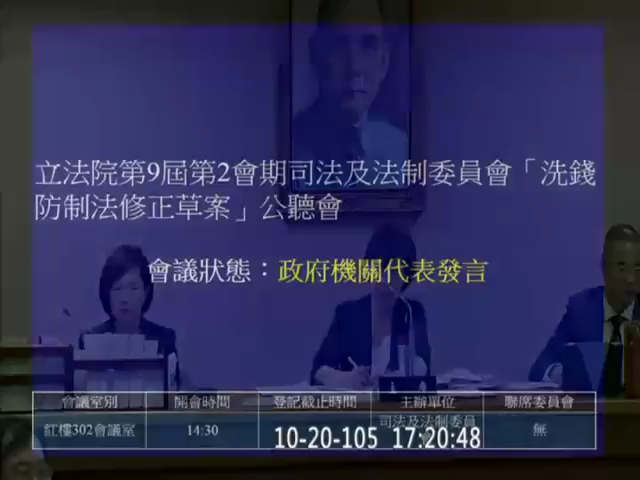 立法院第9屆第2會期司法及法制委員會「洗錢
防制法修正草案」公聽會
會議狀態：政府機關代表發言
會議室別 開會時間 登記截止時間 主辦單位 聯席委員會
紅樓302會議室 14:30 司法及法制委員 無
10-20-105 17:20:48